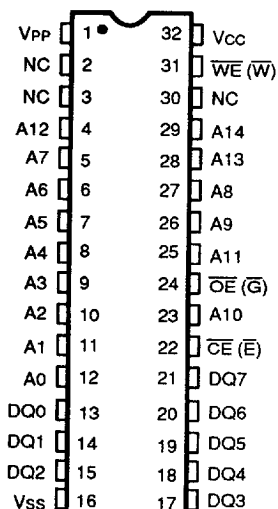 VPP 1 32 VCC
NC 2 31 W̅E̅ (W̅)
NC 3 30 NC
A12 4 29 A14
A7 5 28 A13
A6 6 27 A8
A5 7 26 A9
A4 8 25 A11
A3 9 24 O̅E̅ (G̅)
A2 10 23 A10
A1 11 22 C̅E̅ (E̅)
A0 12 21 DQ7
DQ0 13 20 DQ6
DQ1 14 19 DQ5
DQ2 15 18 DQ4
VSS 16 17 DQ3